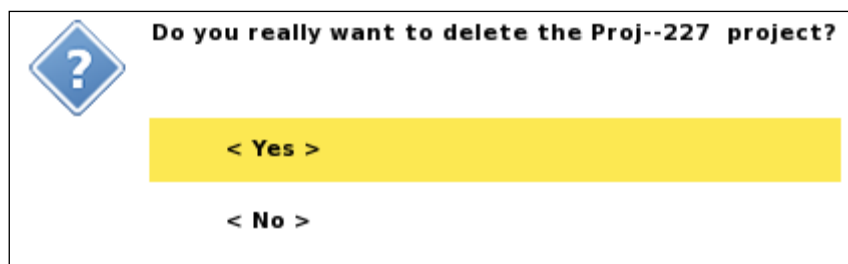 Do you really want to delete the Proj--227 project?
?
< Yes >
< No >